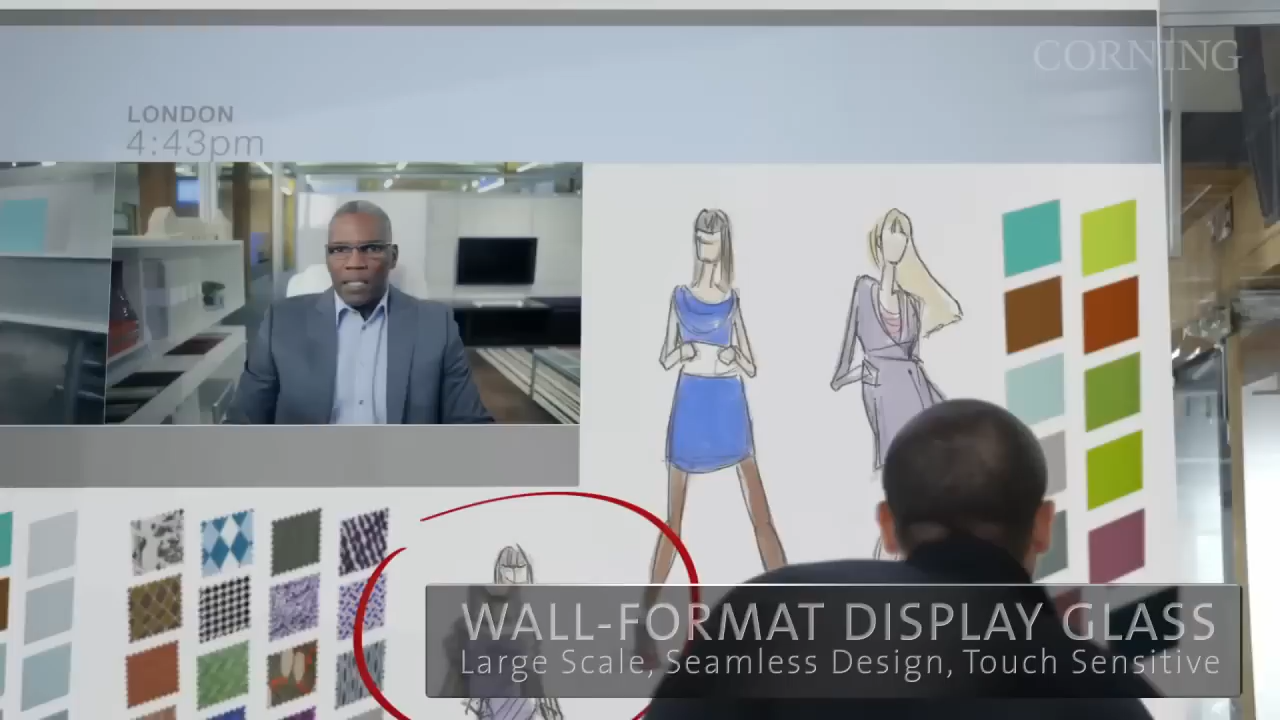 CORNING
LONDON
4:43pm
WALL-FORMAT DISPLAY GLASS
Large Scale, Seamless Design, Touch Sensitive